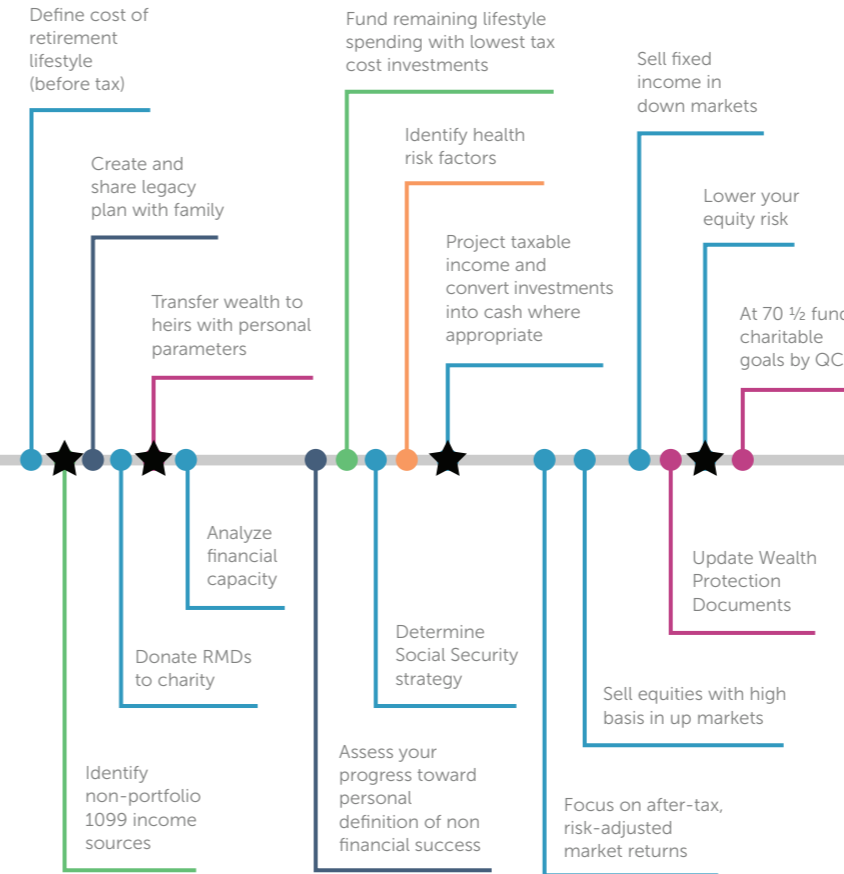 Define cost of
retirement
lifestyle
(before tax)
Fund remaining lifestyle
spending with lowest tax
cost investments
Sell fixed
income in
down markets
Identify health
risk factors
Create and
share legacy
plan with family
Lower your
equity risk
Project taxable
income and
convert investments
into cash where
appropriate
Transfer wealth to
heirs with personal
parameters
At 70 ½ fund
charitable
goals by QC
Analyze
financial
capacity
Update Wealth
Protection
Documents
Determine
Social Security
strategy
Donate RMDs
to charity
Sell equities with high
basis in up markets
Assess your
progress toward
personal
definition of non
financial success
Identify
non-portfolio
1099 income
sources
Focus on after-tax,
risk-adjusted
market returns